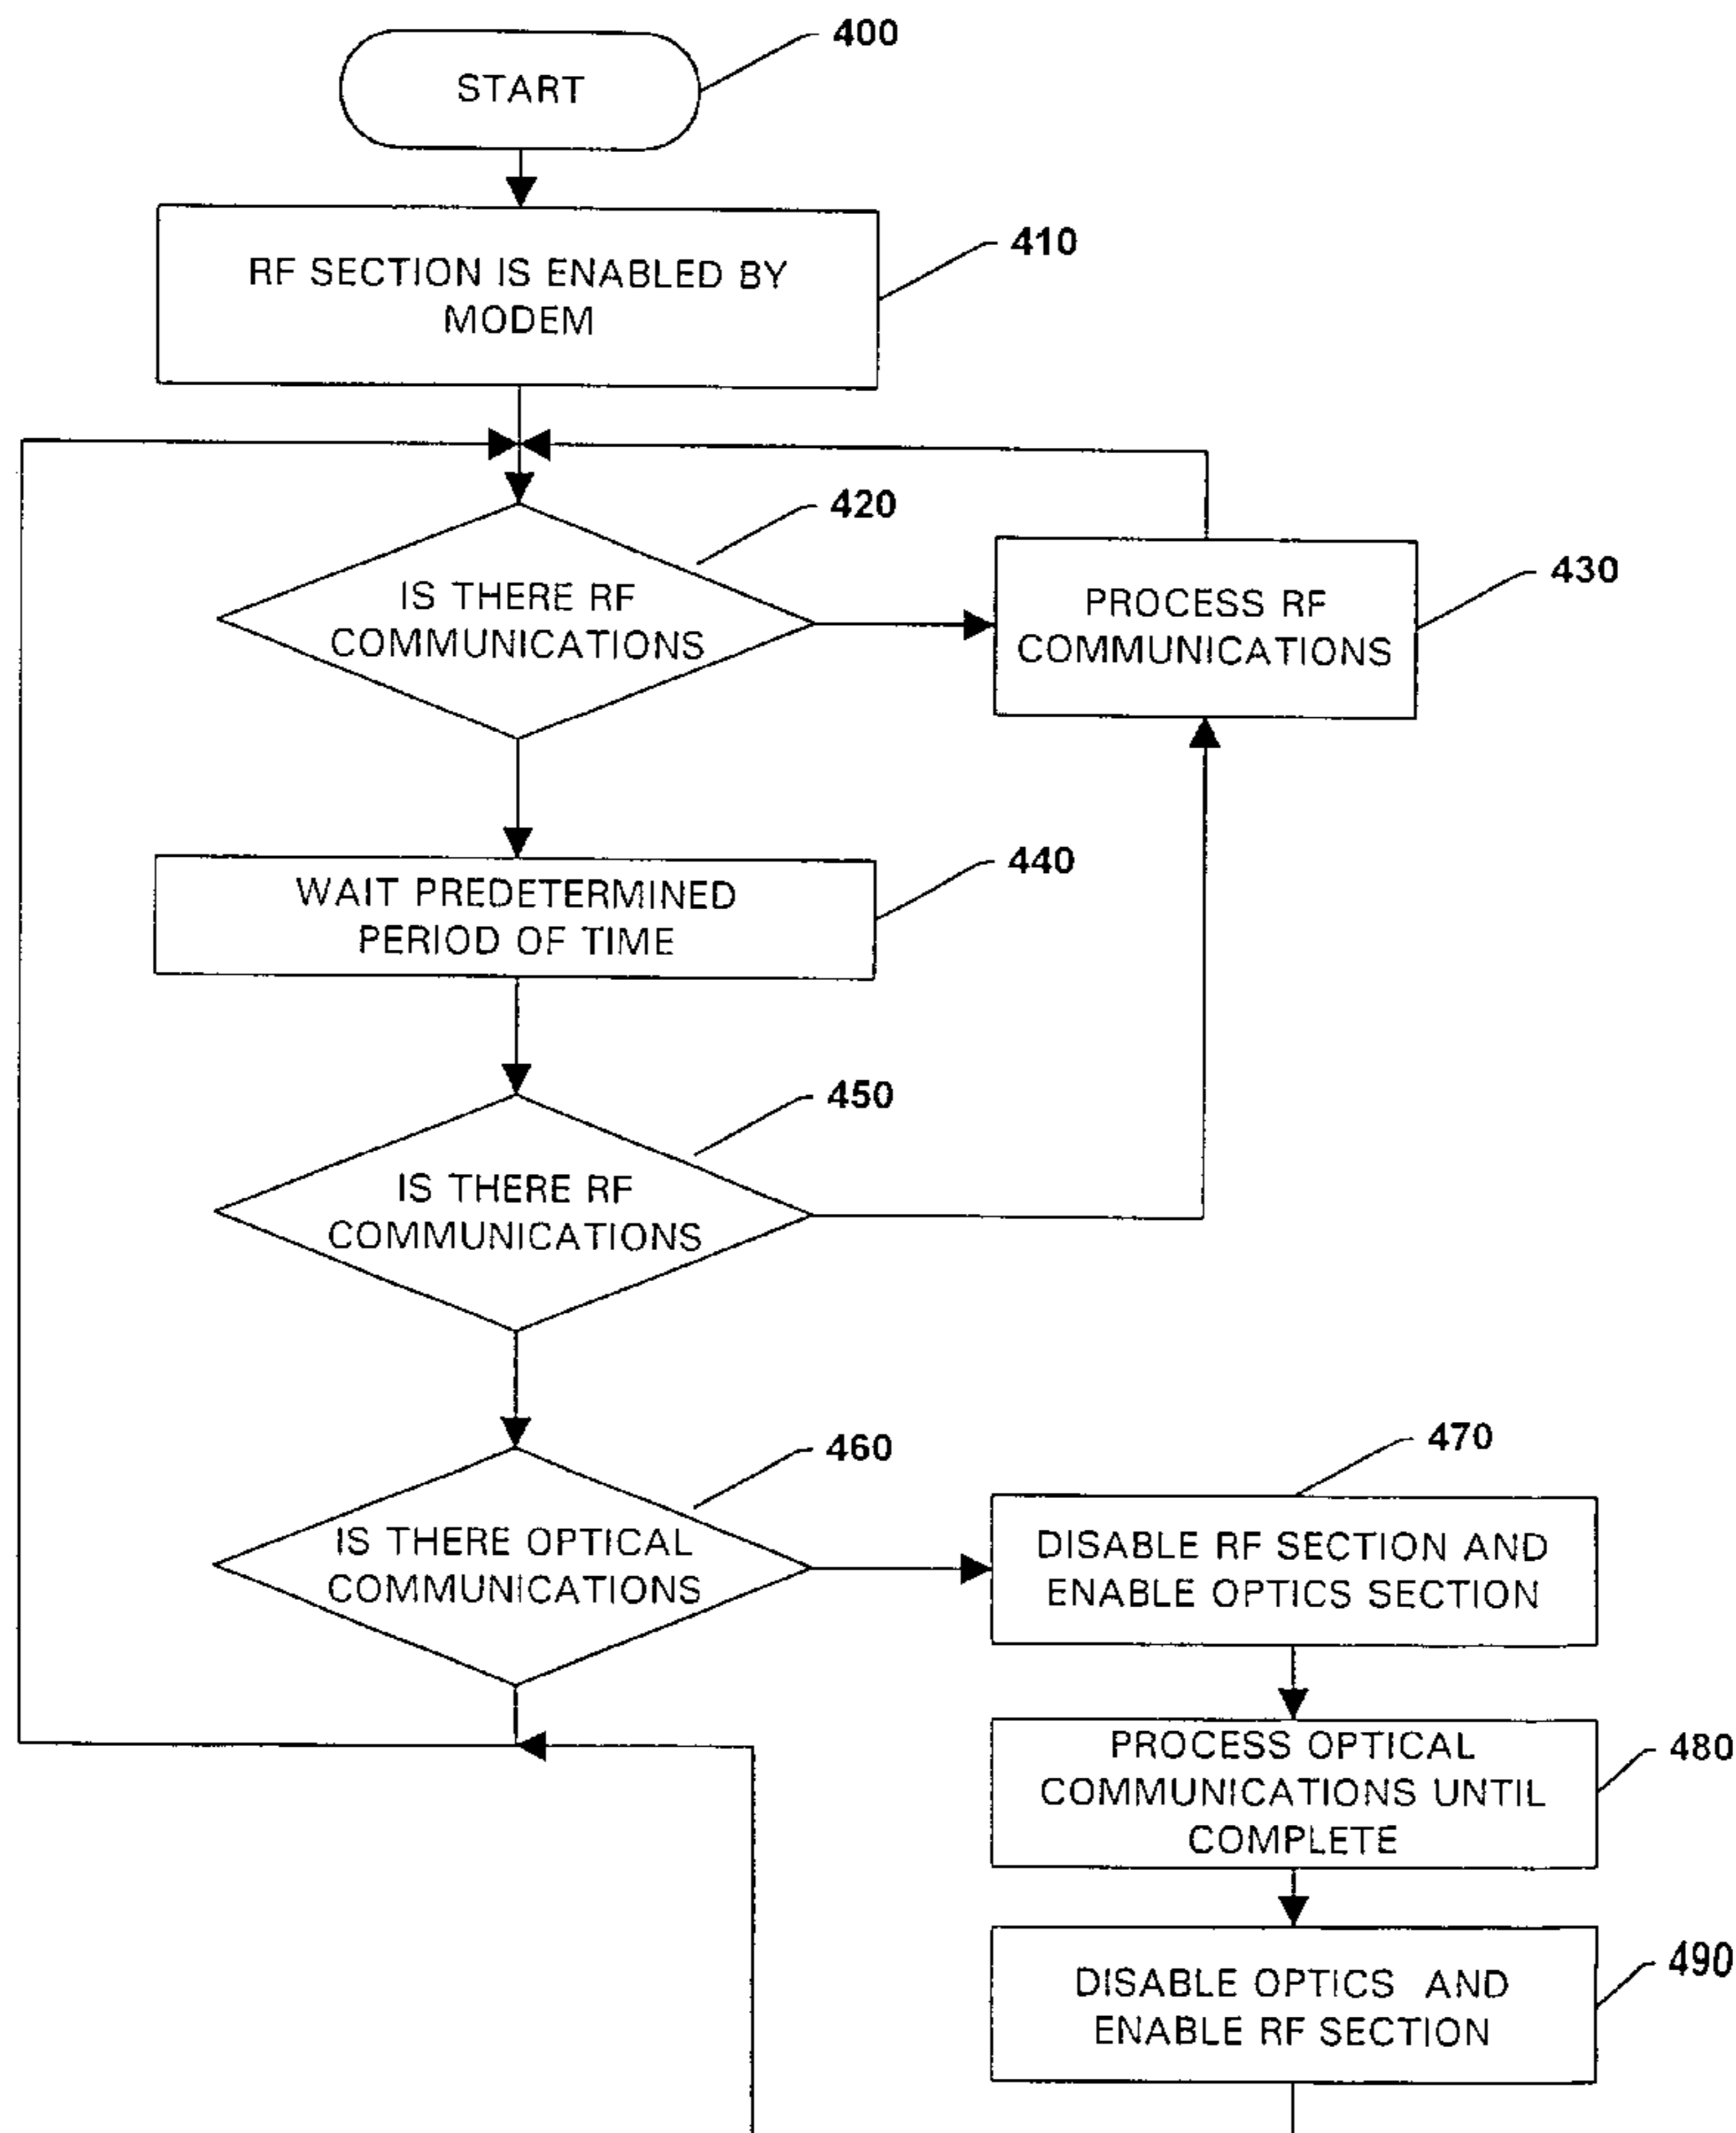 400
START
410
RF SECTION IS ENABLED BY
MODEM
420
IS THERE RF
COMMUNICATIONS
430
PROCESS RF
COMMUNICATIONS
440
WAIT PREDETERMINED
PERIOD OF TIME
450
IS THERE RF
COMMUNICATIONS
460
IS THERE OPTICAL
COMMUNICATIONS
470
DISABLE RF SECTION AND
ENABLE OPTICS SECTION
480
PROCESS OPTICAL
COMMUNICATIONS UNTIL
COMPLETE
490
DISABLE OPTICS AND
ENABLE RF SECTION